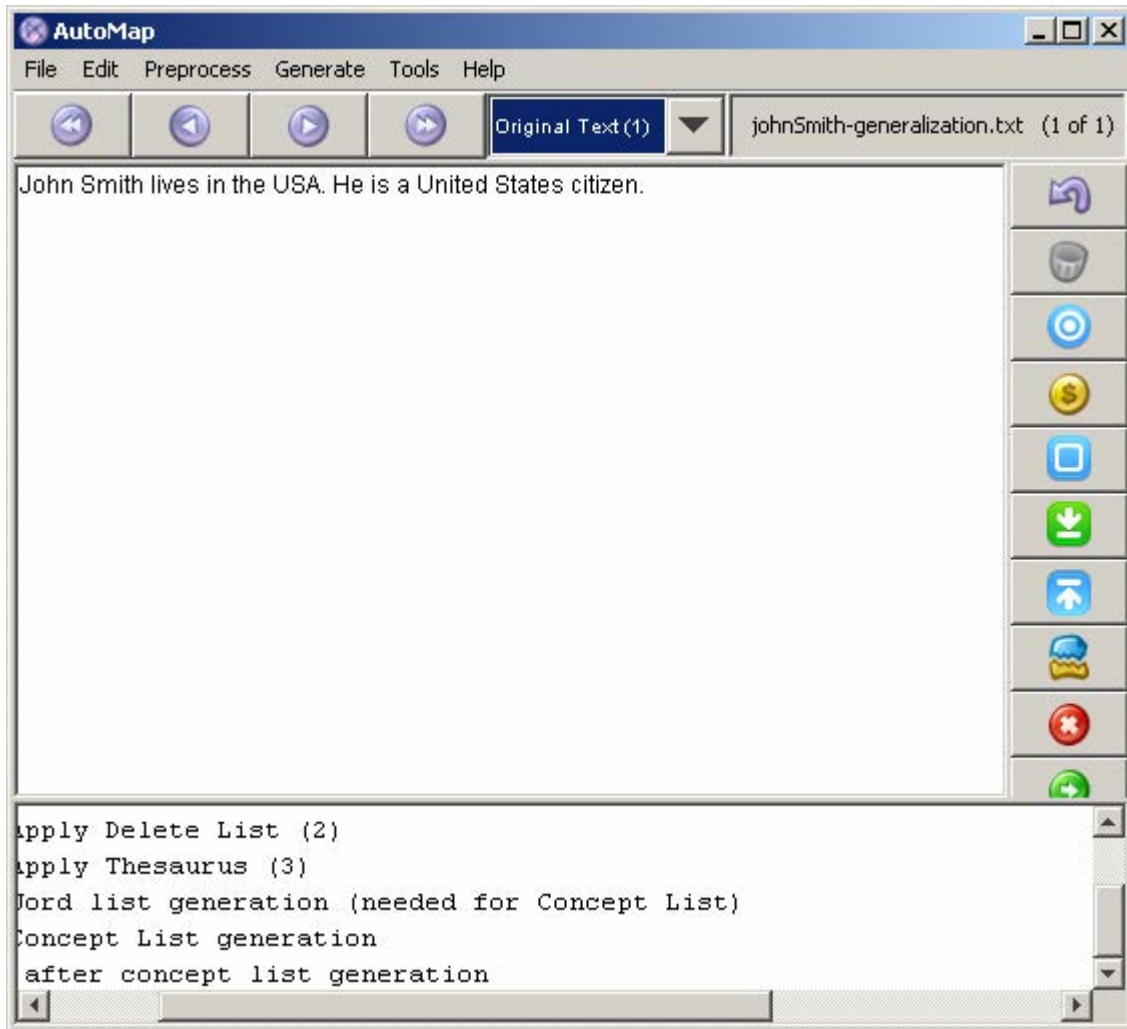 AutoMap
File Edit Preprocess Generate Tools Help
Original Text (1) johnSmith-generalization.txt (1 of 1)
John Smith lives in the USA. He is a United States citizen.
$
pply Delete List (2)
pply Thesaurus (3)
ord list generation (needed for Concept List)
oncept List generation
after concept list generation